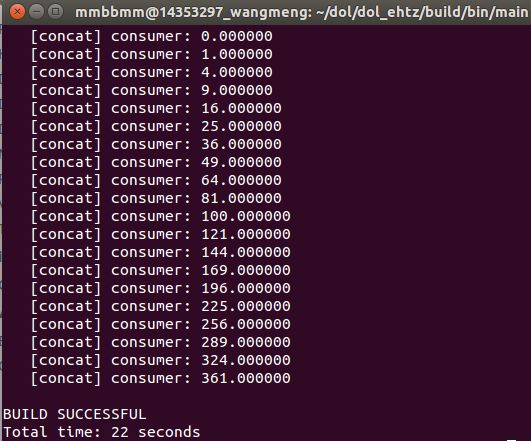 mmbbmm@14353297_wangmeng: ~/dol/dol_ehtz/build/bin/main
[concat] consumer: 0.000000
[concat] consumer: 1.000000
[concat] consumer: 4.000000
[concat] consumer: 9.000000
[concat] consumer: 16.000000
[concat] consumer: 25.000000
[concat] consumer: 36.000000
[concat] consumer: 49.000000
[concat] consumer: 64.000000
[concat] consumer: 81.000000
[concat] consumer: 100.000000
[concat] consumer: 121.000000
[concat] consumer: 144.000000
[concat] consumer: 169.000000
[concat] consumer: 196.000000
[concat] consumer: 225.000000
[concat] consumer: 256.000000
[concat] consumer: 289.000000
[concat] consumer: 324.000000
[concat] consumer: 361.000000
BUILD SUCCESSFUL
Total time: 22 seconds